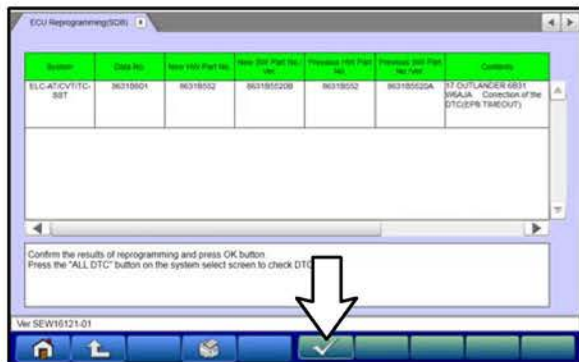 ECU Reprogramming(SDB)
System Data No. New HW Part No. New SW Part No./ Previous HW Part Previous SW Part Contents
Ver. No. No./Ver.
ELC-AT/CVT/TC- 8631B601 8631B552 8631B5520B 8631B552 8631B5520A 17 OUTLANDER 6B31
SST W6AJA Correction of the
DTC(EPB TIMEOUT)
Confirm the results of reprogramming and press OK button
Press the "ALL DTC" button on the system select screen to check DTC
Ver.SEW16121-01